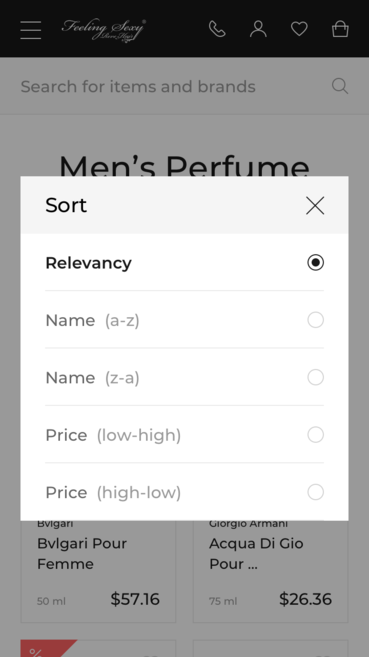 Feeling Sexy
Search for items and brands
Men's Perfume
Sort
Relevancy
Name (a-z)
Name (z-a)
Price (low-high)
Price (high-low)
Bvlgari
Giorgio Armani
Bvlgari Pour
Femme
Acqua Di Gio
Pour ...
50 ml
$57.16
75 ml
$26.36
%